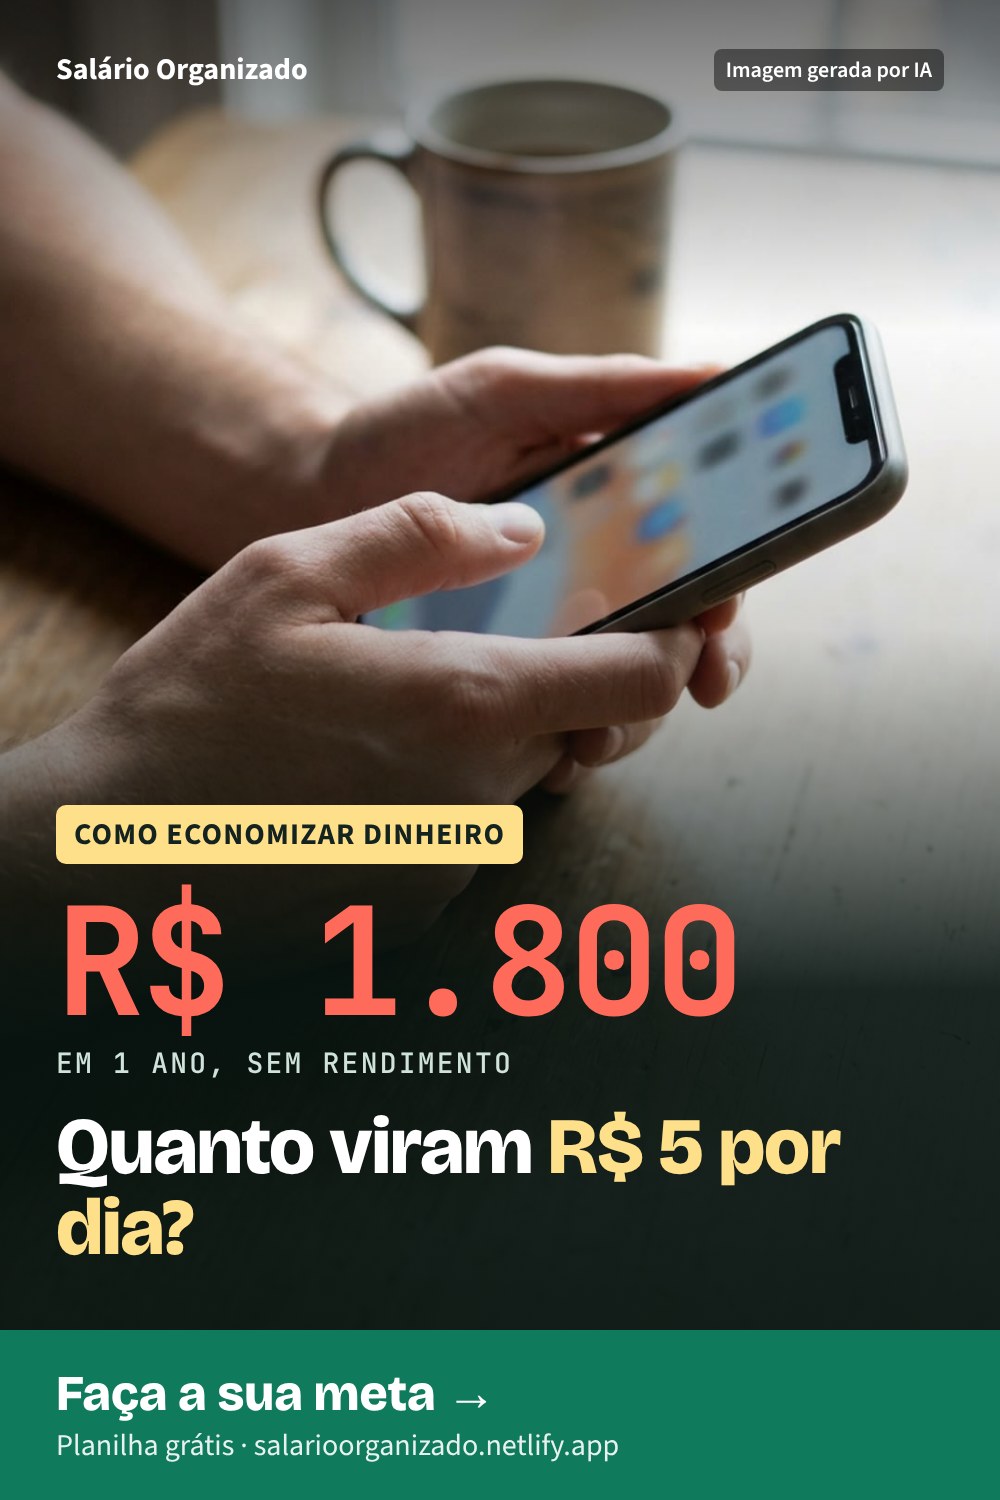 Salário Organizado
Imagem gerada por IA
COMO ECONOMIZAR DINHEIRO
R$ 1.800
EM 1 ANO, SEM RENDIMENTO
Quanto viram R$ 5 por
dia?
Faça a sua meta →
Planilha grátis · salarioorganizado.netlify.app